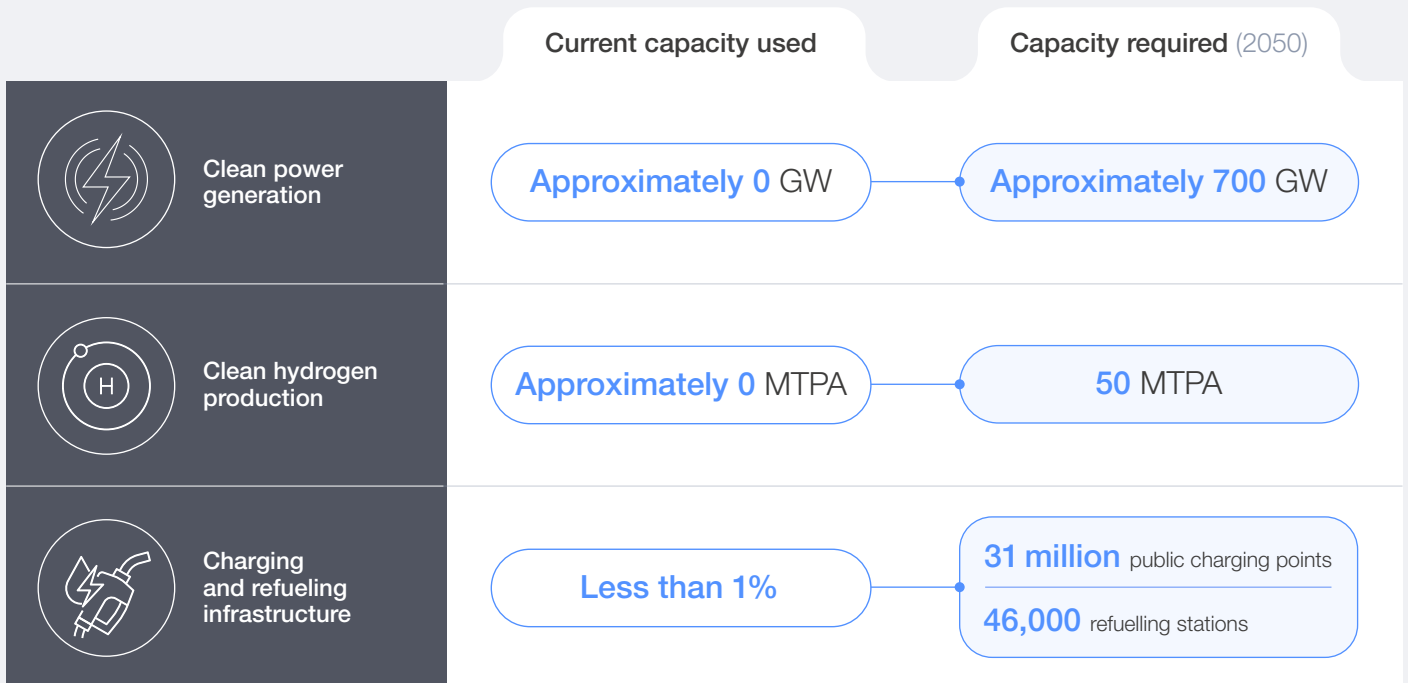 Current capacity used
Capacity required (2050)
Clean power
generation
Approximately 0 GW
Approximately 700 GW
H
Clean hydrogen
production
Approximately 0 MTPA
50 MTPA
Charging
and refueling
infrastructure
Less than 1%
31 million public charging points
46,000 refuelling stations